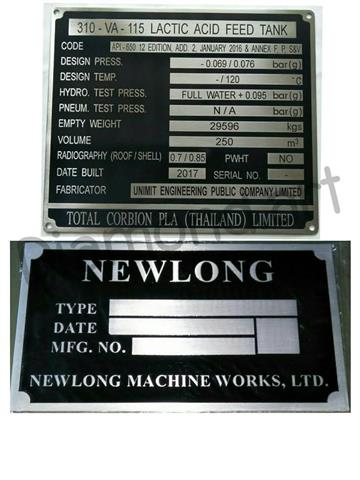 310 - VA - 115 LACTIC ACID FEED TANK
CODE API-650 12 EDITION, ADD. 2, JANUARY 2016 & ANNEX F, P, S&V
DESIGN PRESS. - 0.069 / 0.076 bar(g)
DESIGN TEMP. - / 120 °C
HYDRO. TEST PRESS. FULL WATER + 0.095 bar(g)
PNEUM. TEST PRESS. N / A bar(g)
EMPTY WEIGHT 29596 kgs
VOLUME 250 m³
RADIOGRAPHY (ROOF / SHELL) 0.7 / 0.85 PWHT NO
DATE BUILT 2017 SERIAL NO. -
FABRICATOR UNIMIT ENGINEERING PUBLIC COMPANY LIMITED
TOTAL CORBION PLA (THAILAND) LIMITED
NEWLONG
TYPE
DATE
MFG. NO.
NEWLONG MACHINE WORKS, LTD.